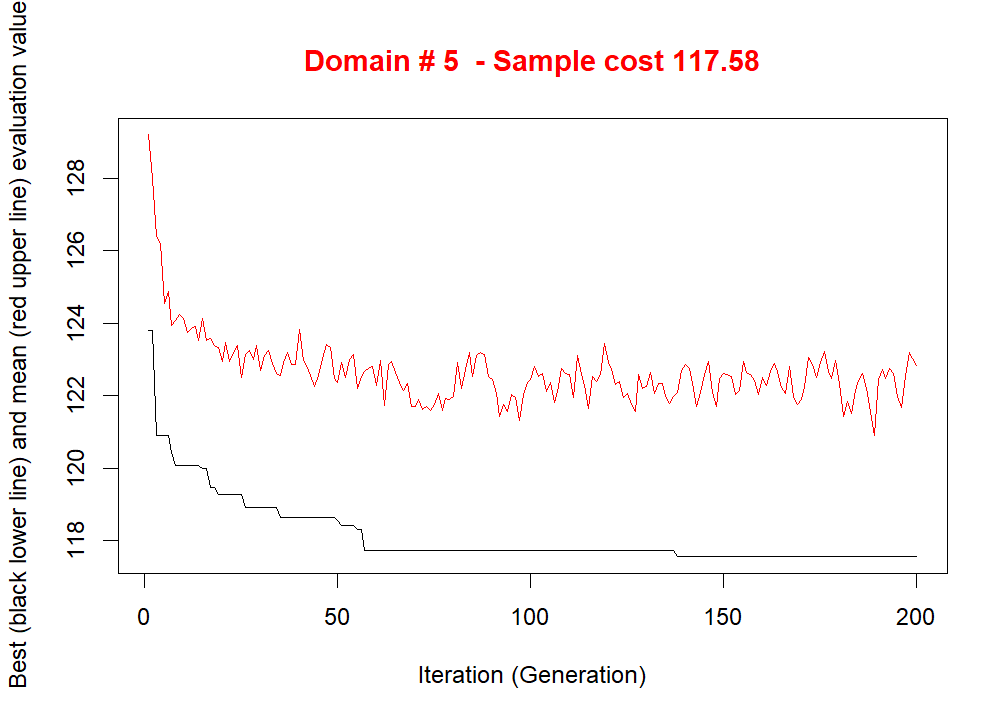 Domain # 5  - Sample cost 117.58
Best (black lower line) and mean (red upper line) evaluation value
128
126
124
122
120
118
0 50 100 150 200
Iteration (Generation)